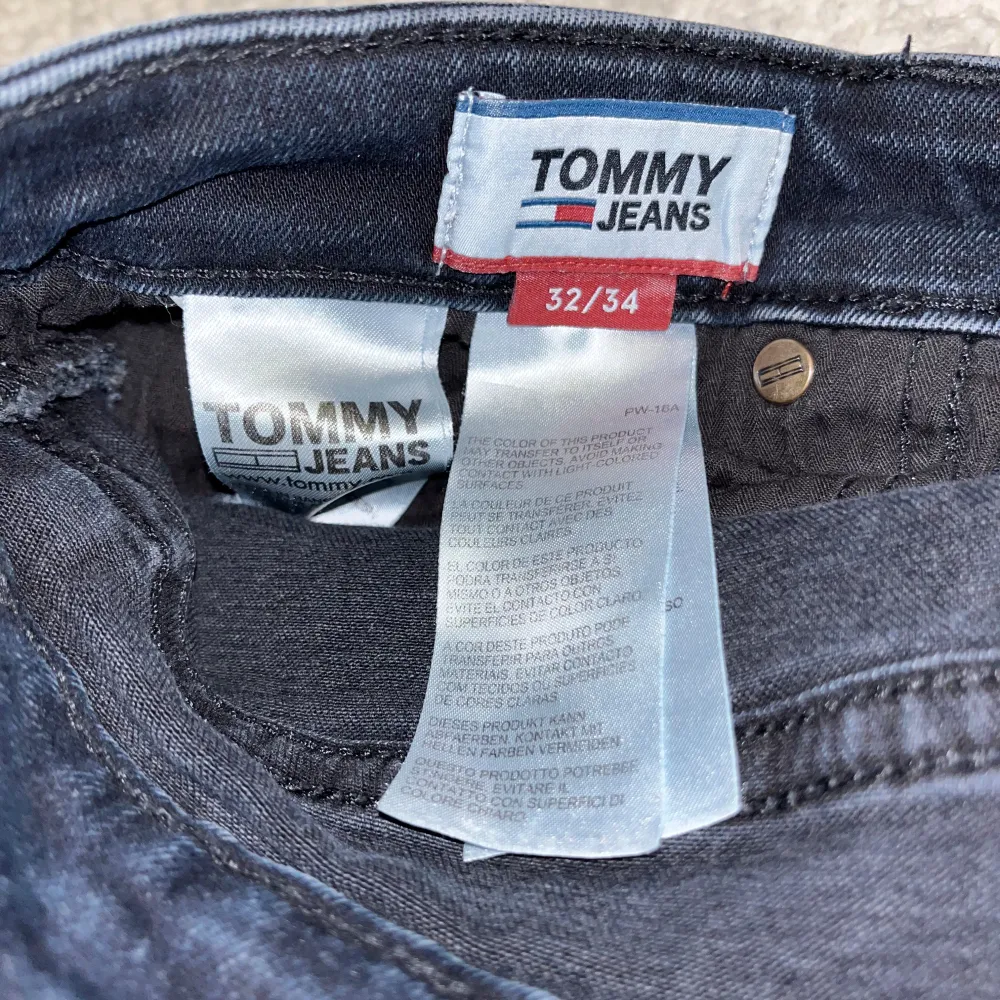 TOMMY
JEANS
32/34
TOMMY
JEANS
www.tommy
PW-16A
THE COLOR OF THIS PRODUCT
MAY TRANSFER TO ITSELF OR
OTHER OBJECTS, AVOID MAKING
CONTACT WITH LIGHT-COLORED
SURFACES.
LA COULEUR DE CE PRODUIT
PEUT SE TRANSFERER. EVITEZ
TOUT CONTACT AVEC DES
COULEURS CLAIRES.
EL COLOR DE ESTE PRODUCTO
PODRA TRANSFERIRSE A SI
MISMO O A OTROS OBJETOS.
EVITE EL CONTACTO CON
SUPERFICIES DE COLOR CLARO.
A COR DESTE PRODUTO PODE
TRANSFERIR PARA OUTROS
MATERIAIS. EVITAR CONTACTO
COM TECIDOS OU SUPERFICIES
DE CORES CLARAS.
DIESES PRODUKT KANN
ABFAERBEN. KONTAKT MIT
HELLEN FARBEN VERMEIDEN.
QUESTO PRODOTTO POTREBBE
STINGERE. EVITARE IL
CONTATTO CON SUPERFICI DI
COLORE CHIARO.
SO